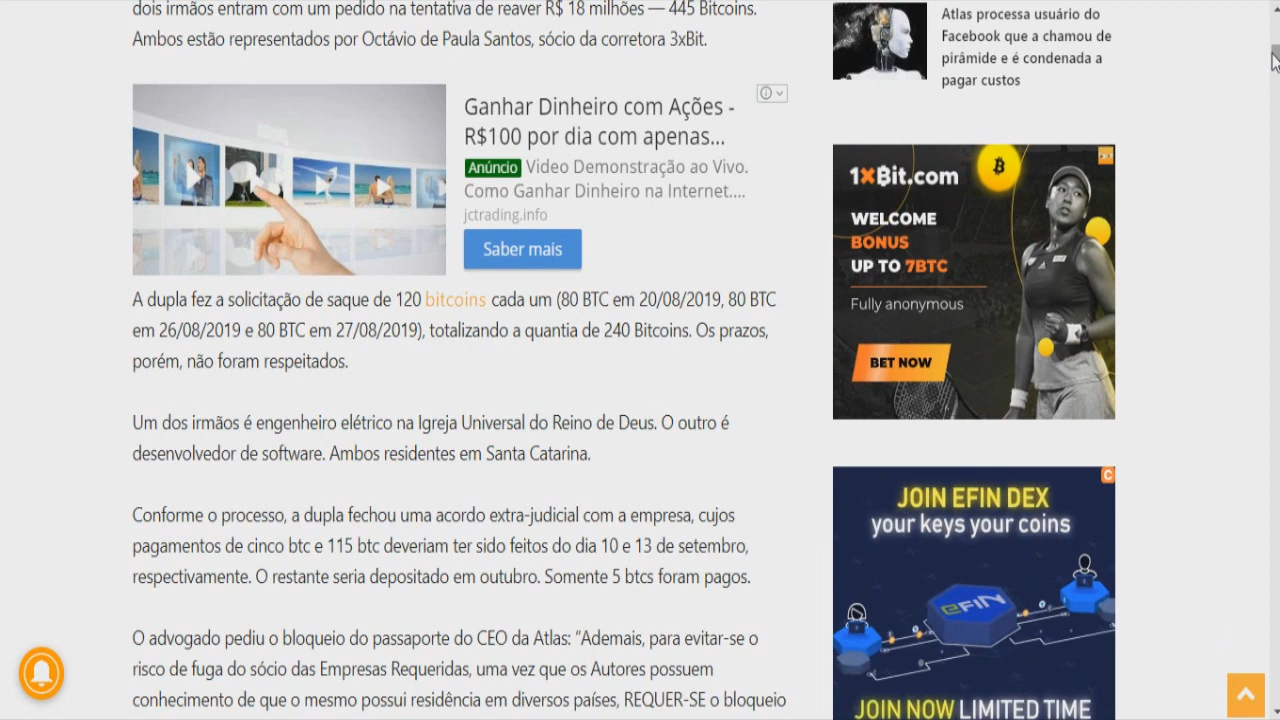 dois irmãos entram com um pedido na tentativa de reaver R$ 18 milhões — 445 Bitcoins.
Ambos estão representados por Octávio de Paula Santos, sócio da corretora 3xBit.
Ganhar Dinheiro com Ações -
R$100 por dia com apenas...
Anúncio Video Demonstração ao Vivo.
Como Ganhar Dinheiro na Internet....
jctrading.info
Saber mais
A dupla fez a solicitação de saque de 120 bitcoins cada um (80 BTC em 20/08/2019, 80 BTC
em 26/08/2019 e 80 BTC em 27/08/2019), totalizando a quantia de 240 Bitcoins. Os prazos,
porém, não foram respeitados.
Um dos irmãos é engenheiro elétrico na Igreja Universal do Reino de Deus. O outro é
desenvolvedor de software. Ambos residentes em Santa Catarina.
Conforme o processo, a dupla fechou uma acordo extra-judicial com a empresa, cujos
pagamentos de cinco btc e 115 btc deveriam ter sido feitos do dia 10 e 13 de setembro,
respectivamente. O restante seria depositado em outubro. Somente 5 btcs foram pagos.
O advogado pediu o bloqueio do passaporte do CEO da Atlas: “Ademais, para evitar-se o
risco de fuga do sócio das Empresas Requeridas, uma vez que os Autores possuem
conhecimento de que o mesmo possui residência em diversos países, REQUER-SE o bloqueio
Atlas processa usuário do
Facebook que a chamou de
pirâmide e é condenada a
pagar custos
1xBit.com
WELCOME
BONUS
UP TO 7BTC
Fully anonymous
BET NOW
JOIN EFIN DEX
your keys your coins
eFIN
JOIN NOW LIMITED TIME